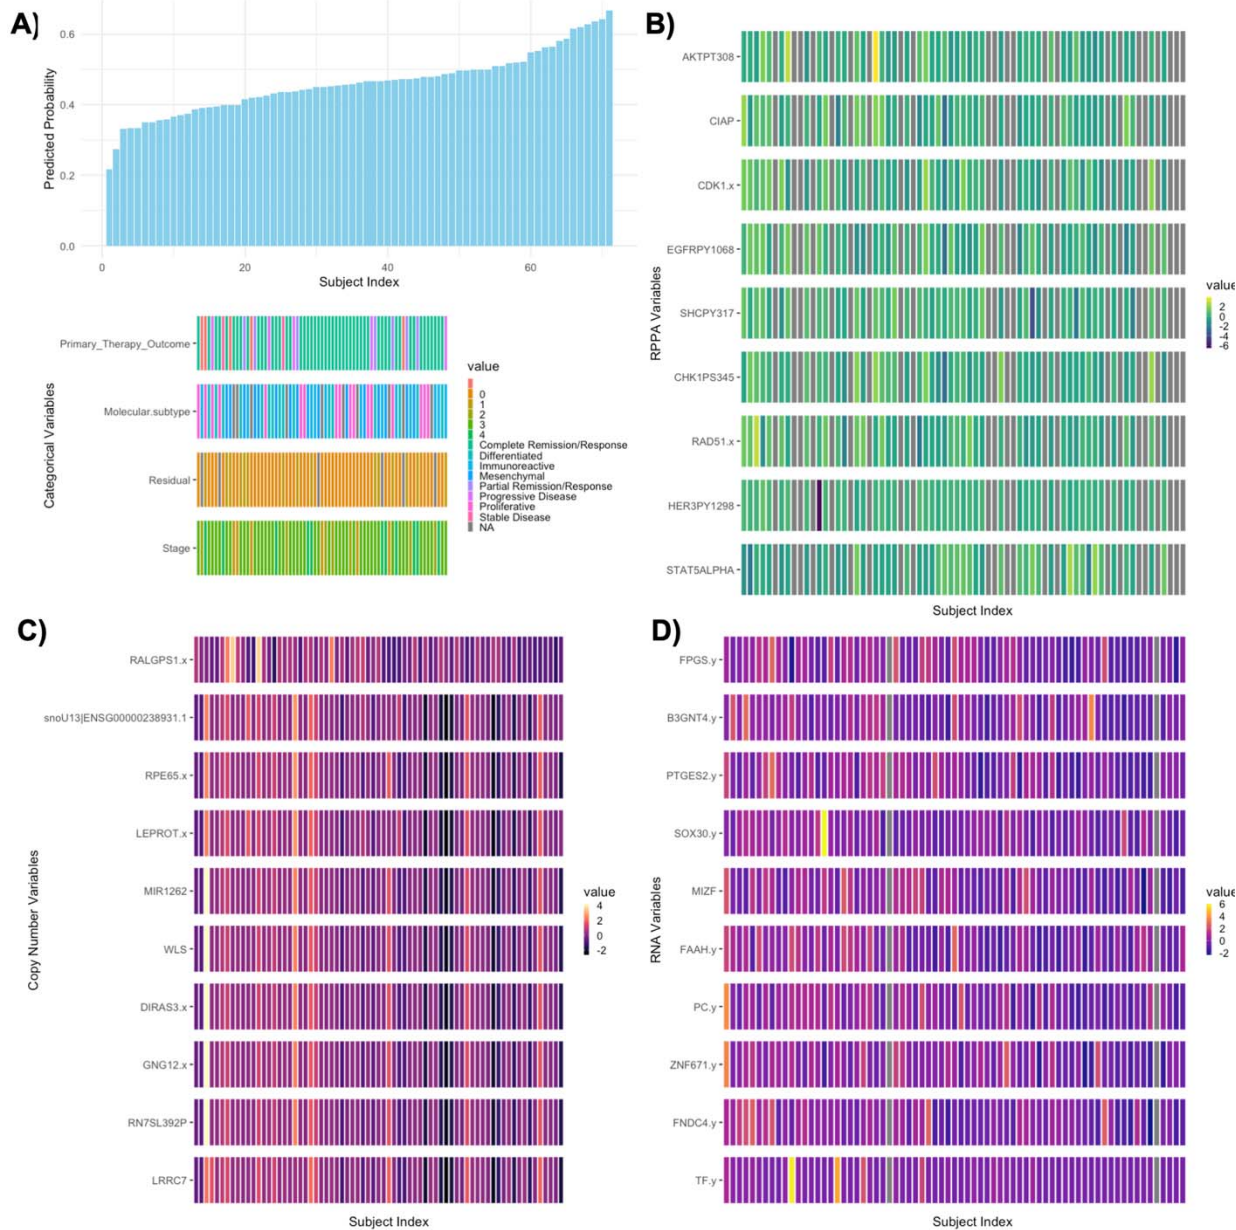 A)
0.6
0.4
0.2
0.0
Predicted Probability
0
20
40
60
Subject Index
Primary_Therapy_Outcome
Molecular.subtype
Residual
Stage
Categorical Variables
value
0
1
2
3
4
Complete Remission/Response
Differentiated
Immunoreactive
Mesenchymal
Partial Remission/Response
Progressive Disease
Proliferative
Stable Disease
NA
B)
AKTPT308
CIAP
CDK1.x
EGFRPY1068
SHCPY317
CHK1PS345
RAD51.x
HER3PY1298
STAT5ALPHA
RPPA Variables
Subject Index
value
2
0
-2
-4
-6
C)
RALGPS1.x
snoU13|ENSG00000238931.1
RPE65.x
LEPROT.x
MIR1262
WLS
DIRAS3.x
GNG12.x
RN7SL392P
LRRC7
Copy Number Variables
Subject Index
value
4
2
0
-2
D)
FPGS.y
B3GNT4.y
PTGES2.y
SOX30.y
MIZF
FAAH.y
PC.y
ZNF671.y
FNDC4.y
TF.y
RNA Variables
Subject Index
value
6
4
2
0
-2